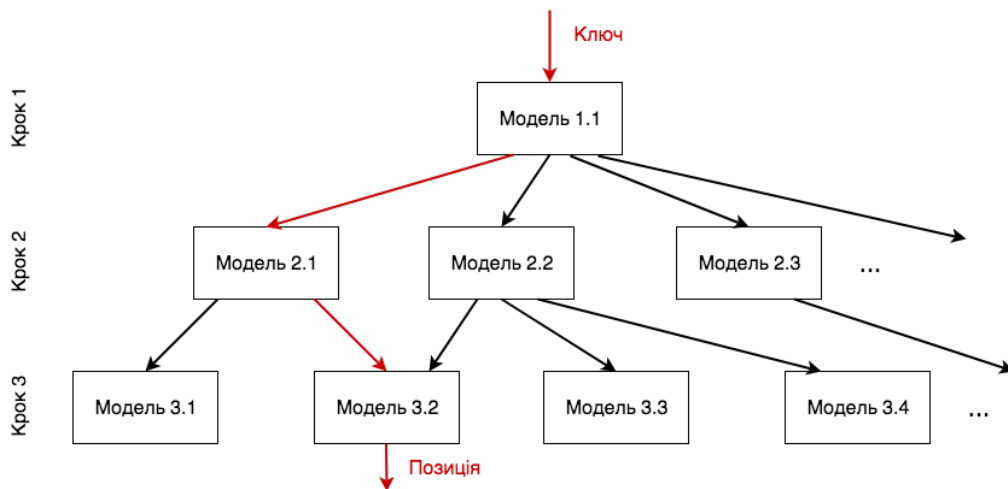 Ключ
Крок 1
Модель 1.1
Крок 2
Модель 2.1
Модель 2.2
Модель 2.3
...
Крок 3
Модель 3.1
Модель 3.2
Модель 3.3
Модель 3.4
...
Позиція